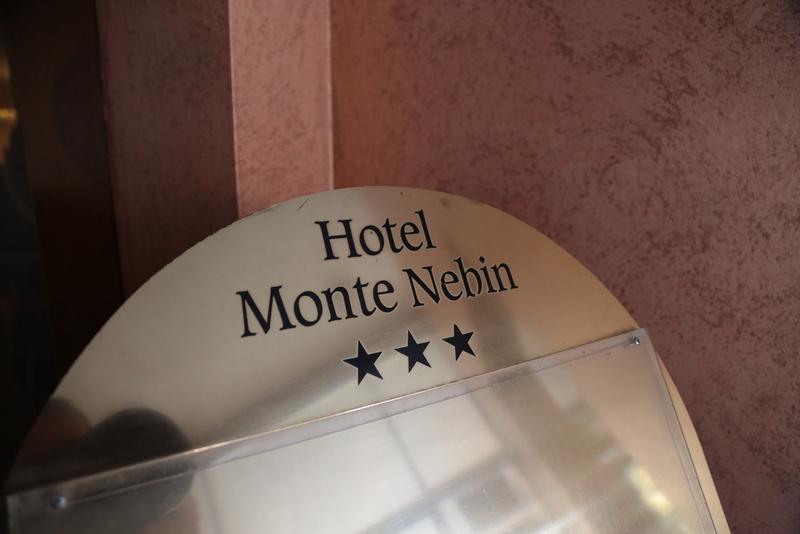 Hotel
Monte Nebin
★★★